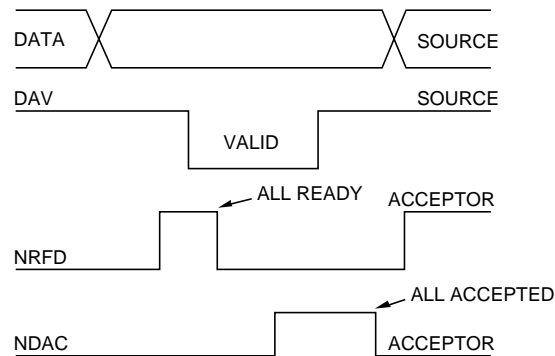 DATA SOURCE
DAV SOURCE
VALID
ALL READY
ACCEPTOR
NRFD
ALL ACCEPTED
NDAC ACCEPTOR